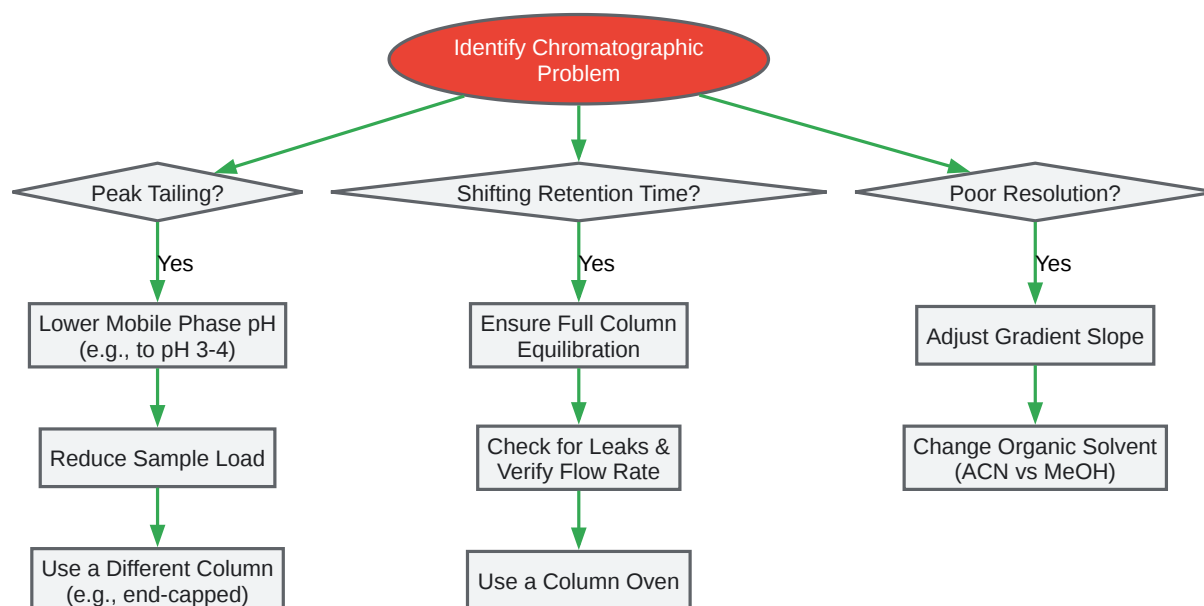 Identify Chromatographic
Problem
Peak Tailing?
Shifting Retention Time?
Poor Resolution?
Yes
Yes
Yes
Lower Mobile Phase pH
(e.g., to pH 3-4)
Ensure Full Column
Equilibration
Adjust Gradient Slope
Reduce Sample Load
Check for Leaks &
Verify Flow Rate
Change Organic Solvent
(ACN vs MeOH)
Use a Different Column
(e.g., end-capped)
Use a Column Oven